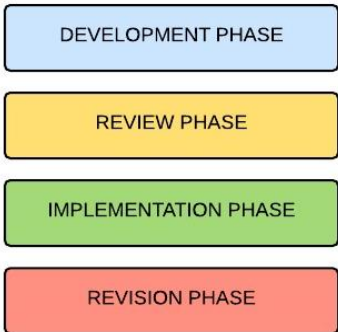 DEVELOPMENT PHASE
REVIEW PHASE
IMPLEMENTATION PHASE
REVISION PHASE